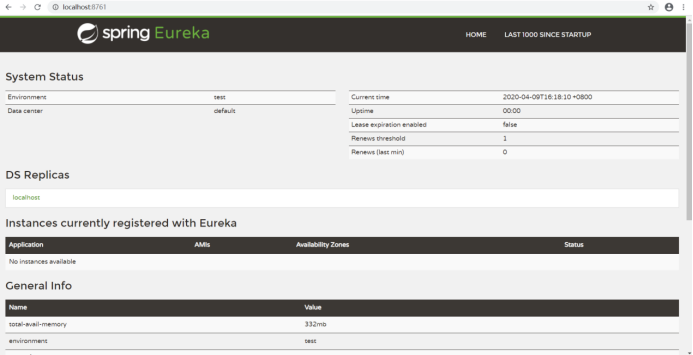 localhost:8761
spring Eureka
HOME LAST 1000 SINCE STARTUP
System Status
Environment test
Data center default
Current time 2020-04-09T16:18:10 +0800
Uptime 00:00
Lease expiration enabled false
Renews threshold 1
Renews (last min) 0
DS Replicas
localhost
Instances currently registered with Eureka
Application AMIs Availability Zones Status
No instances available
General Info
Name Value
total-avail-memory 332mb
environment test